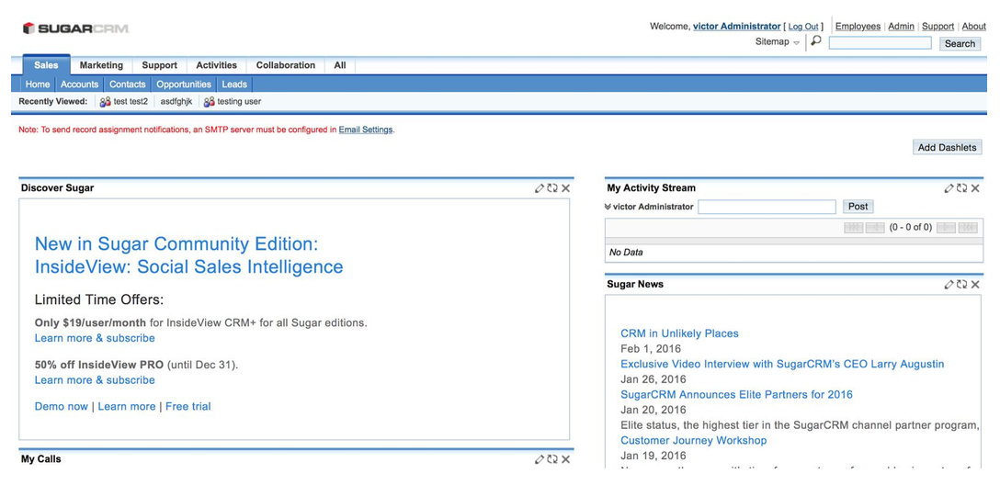 SUGARCRM
Welcome, victor Administrator [ Log Out ] Employees Admin Support About
Sitemap Search
Sales Marketing Support Activities Collaboration All
Home Accounts Contacts Opportunities Leads
Recently Viewed: test test2 asdfghjk testing user
Note: To send record assignment notifications, an SMTP server must be configured in Email Settings.
Add Dashlets
Discover Sugar
New in Sugar Community Edition:
InsideView: Social Sales Intelligence
Limited Time Offers:
Only $19/user/month for InsideView CRM+ for all Sugar editions.
Learn more & subscribe
50% off InsideView PRO (until Dec 31).
Learn more & subscribe
Demo now | Learn more | Free trial
My Calls
My Activity Stream
victor Administrator Post
(0 - 0 of 0)
No Data
Sugar News
CRM in Unlikely Places
Feb 1, 2016
Exclusive Video Interview with SugarCRM's CEO Larry Augustin
Jan 26, 2016
SugarCRM Announces Elite Partners for 2016
Jan 20, 2016
Elite status, the highest tier in the SugarCRM channel partner program,
Customer Journey Workshop
Jan 19, 2016